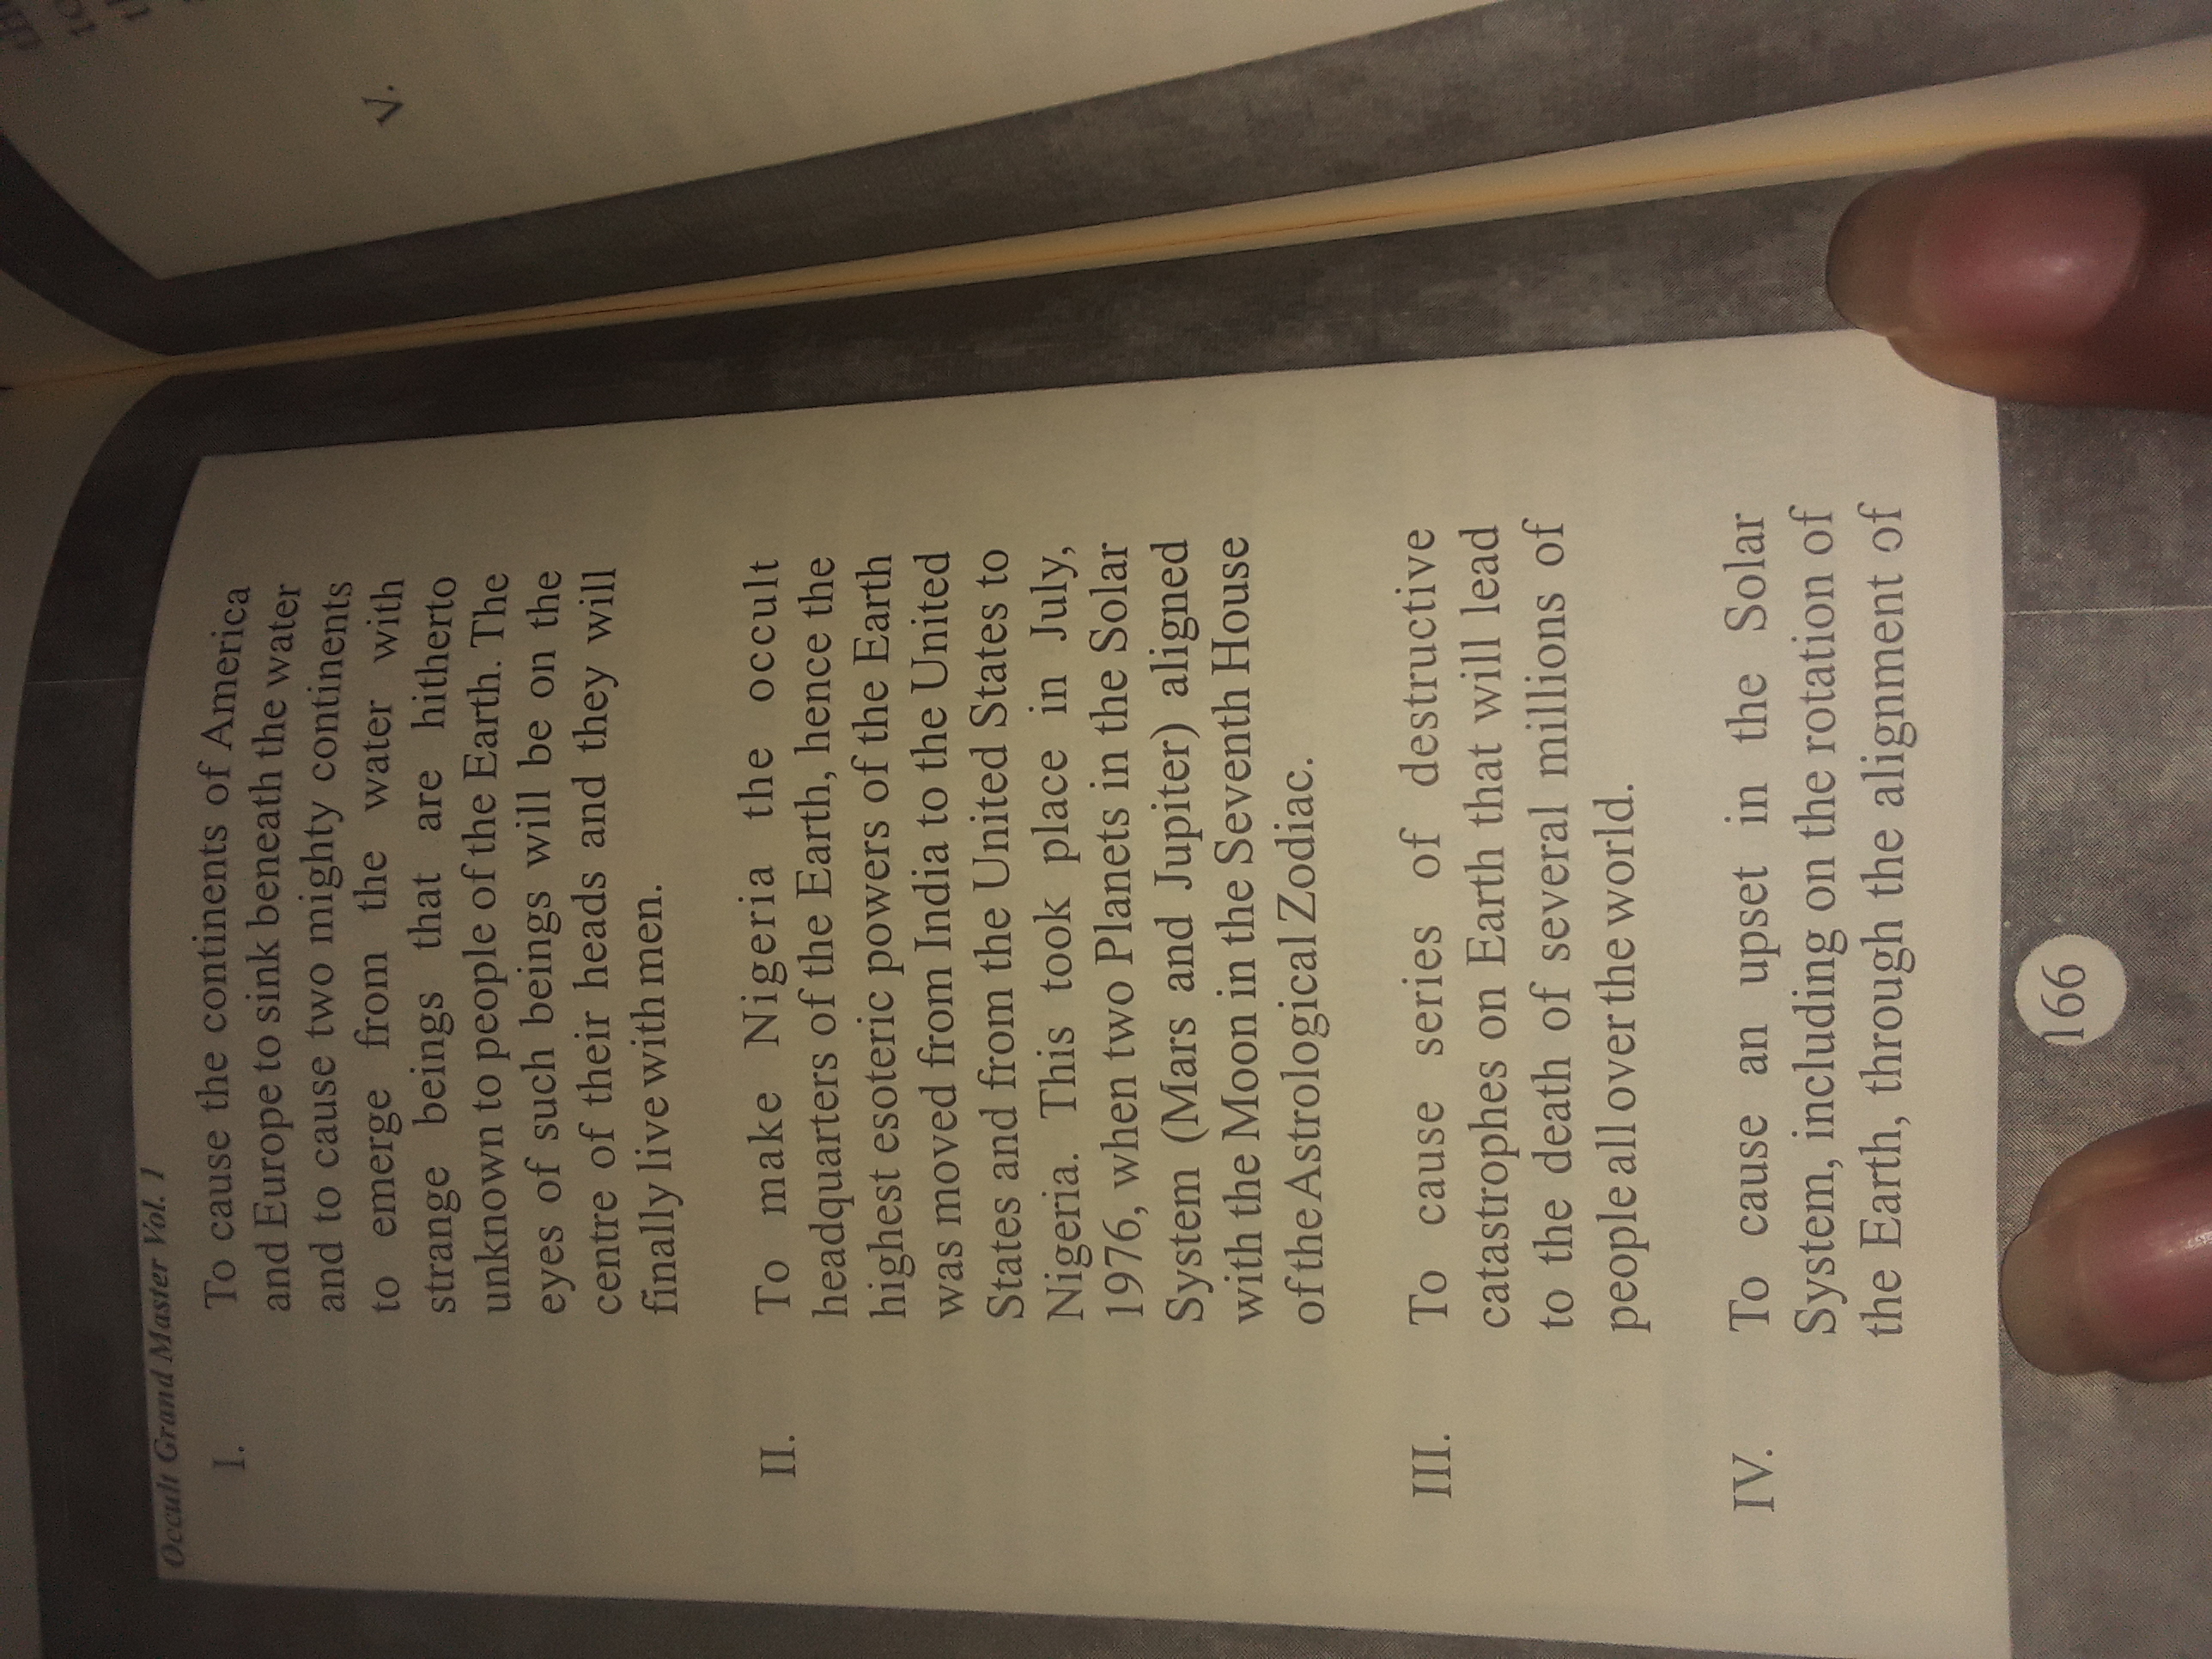 Occult Grand Master Vol. 1
I. To cause the continents of America
and Europe to sink beneath the water
and to cause two mighty continents
to emerge from the water with
strange beings that are hitherto
unknown to people of the Earth. The
eyes of such beings will be on the
centre of their heads and they will
finally live with men.
II. To make Nigeria the occult
headquarters of the Earth, hence the
highest esoteric powers of the Earth
was moved from India to the United
States and from the United States to
Nigeria. This took place in July,
1976, when two Planets in the Solar
System (Mars and Jupiter) aligned
with the Moon in the Seventh House
of the Astrological Zodiac.
III. To cause series of destructive
catastrophes on Earth that will lead
to the death of several millions of
people all over the world.
IV. To cause an upset in the Solar
System, including on the rotation of
the Earth, through the alignment of
166
V.